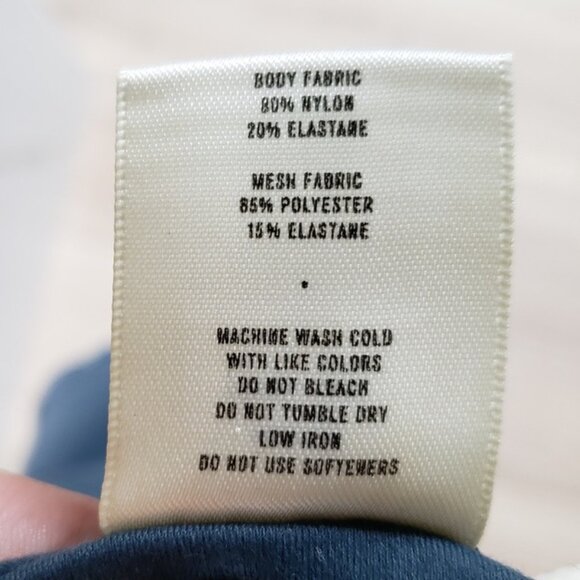 BODY FABRIC
80% NYLON
20% ELASTANE
MESH FABRIC
85% POLYESTER
15% ELASTANE
MACHINE WASH COLD
WITH LIKE COLORS
DO NOT BLEACH
DO NOT TUMBLE DRY
LOW IRON
DO NOT USE SOFTENERS